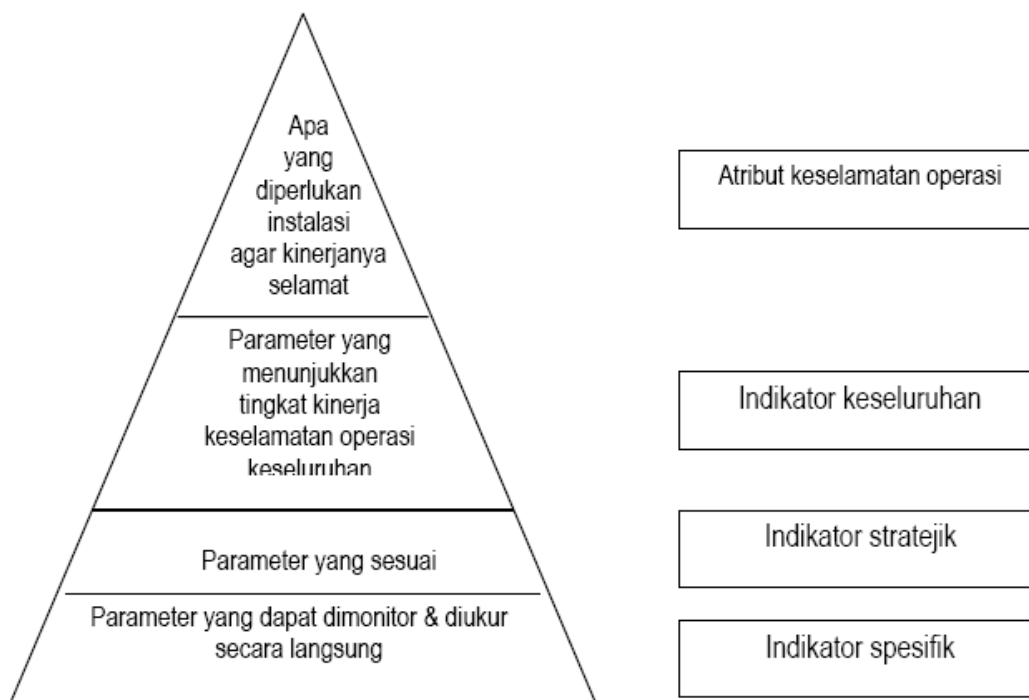 Apa
yang
diperlukan
instalasi
agar kinerjanya
selamat
Atribut keselamatan operasi
Parameter yang
menunjukkan
tingkat kinerja
keselamatan operasi
keseluruhan
Indikator keseluruhan
Parameter yang sesuai
Indikator stratejik
Parameter yang dapat dimonitor & diukur
secara langsung
Indikator spesifik